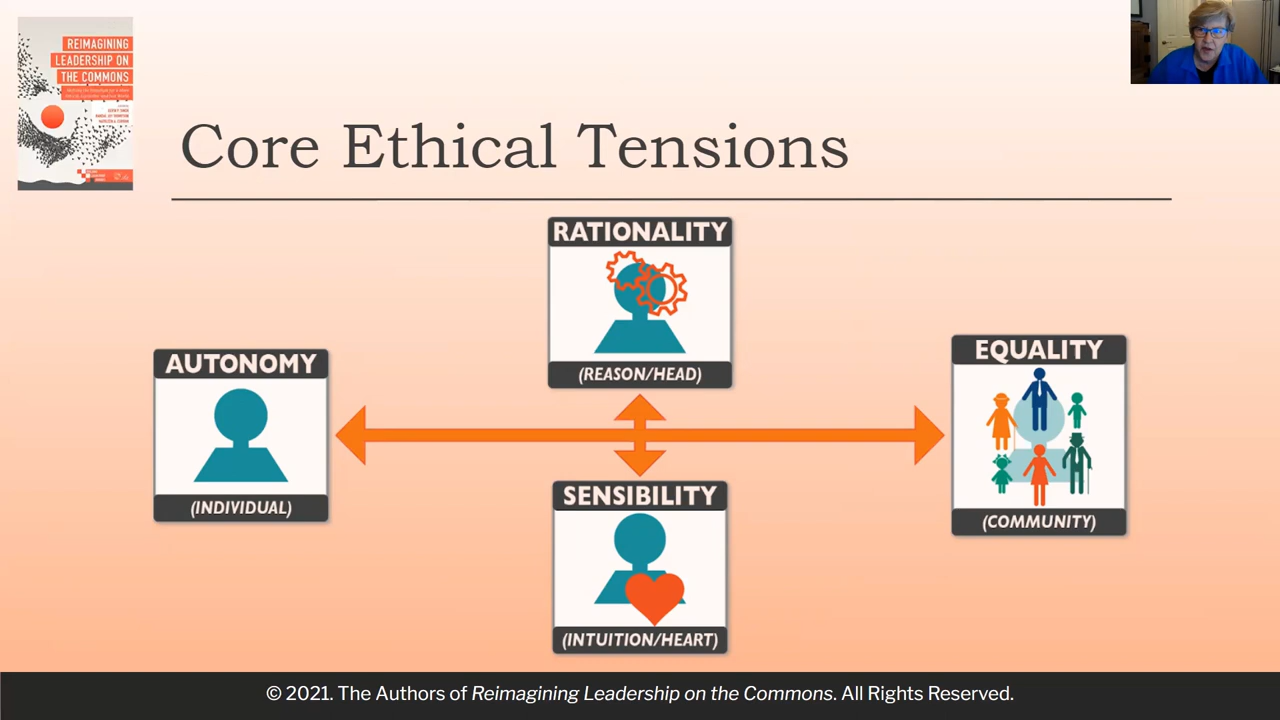 REIMAGINING
LEADERSHIP ON
THE COMMONS
Core Ethical Tensions
RATIONALITY
(REASON/HEAD)
AUTONOMY
(INDIVIDUAL)
EQUALITY
(COMMUNITY)
SENSIBILITY
(INTUITION/HEART)
© 2021. The Authors of Reimagining Leadership on the Commons. All Rights Reserved.